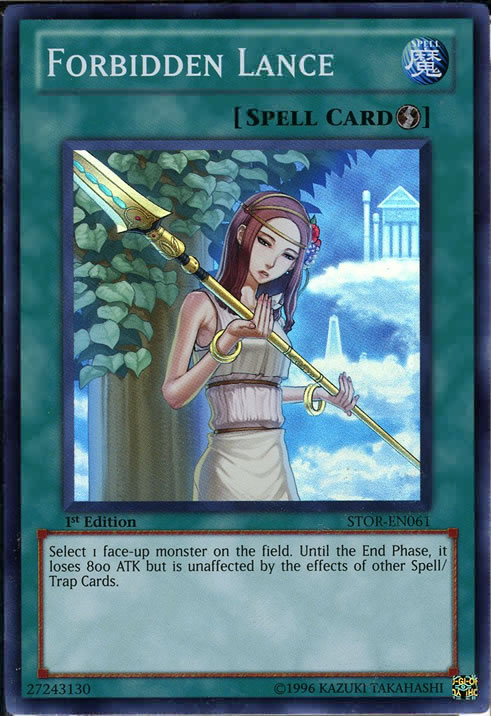 FORBIDDEN LANCE
SPELL
魔
[SPELL CARD]
1st Edition
STOR-EN061
Select 1 face-up monster on the field. Until the End Phase, it
loses 800 ATK but is unaffected by the effects of other Spell/
Trap Cards.
27243130
©1996 KAZUKI TAKAHASHI